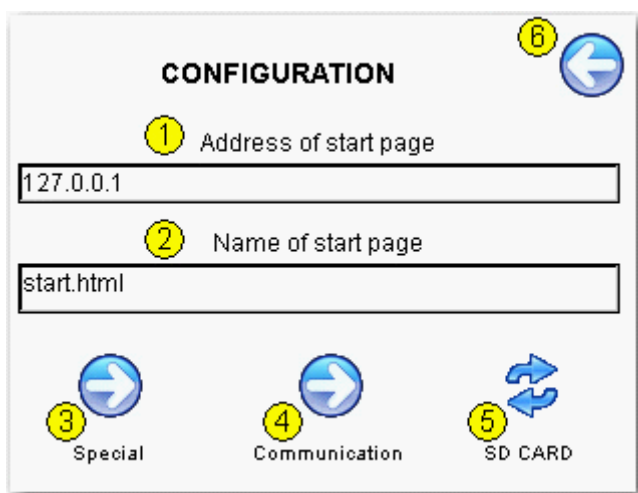 6
CONFIGURATION
1 Address of start page
127.0.0.1
2 Name of start page
start.html
3 4 5
Special Communication SD CARD